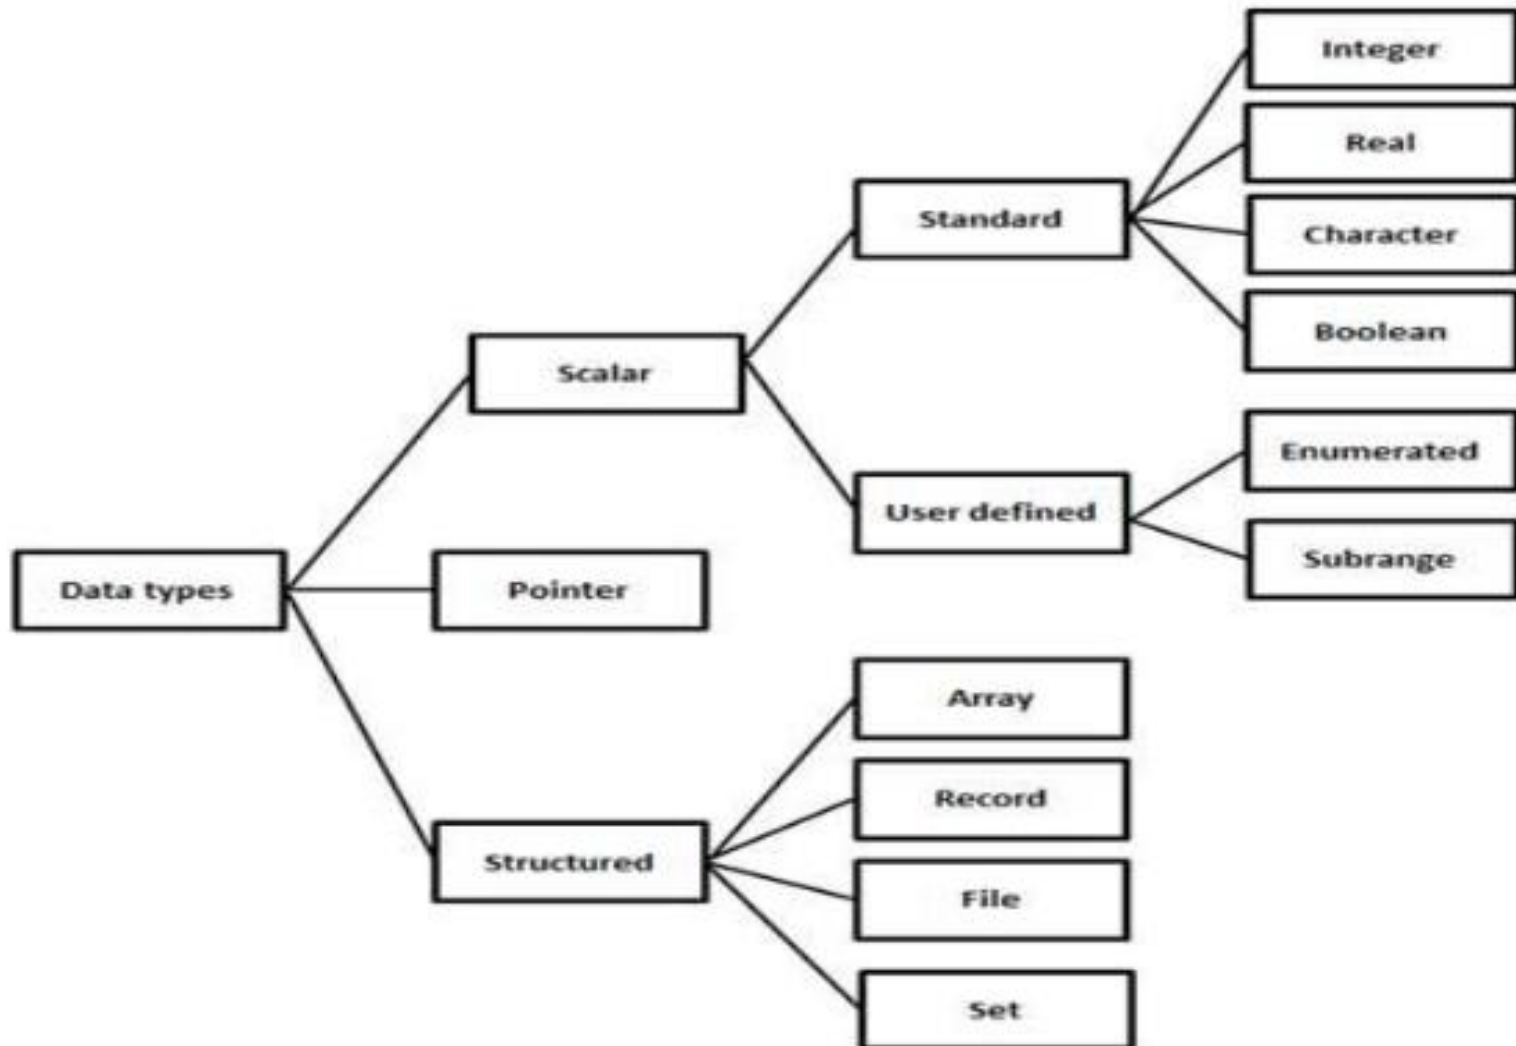 Integer
Real
Standard
Character
Boolean
Scalar
Enumerated
User defined
Subrange
Data types
Pointer
Array
Record
Structured
File
Set